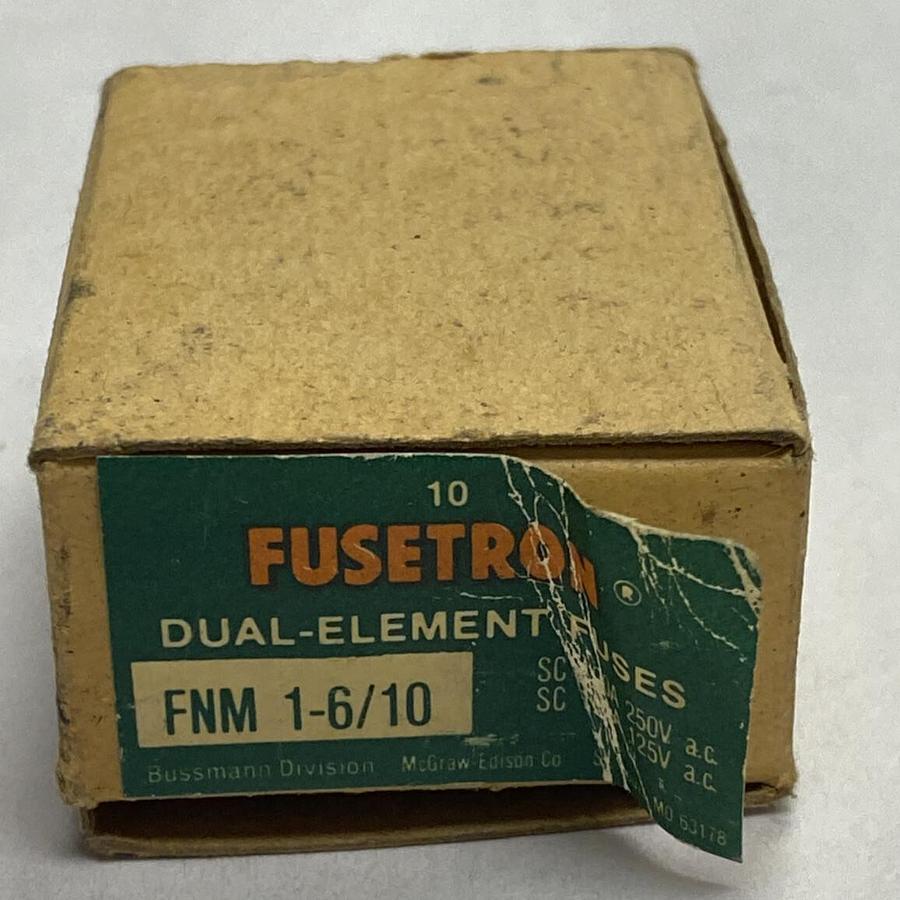 10
FUSETRON ®
DUAL-ELEMENT FUSES
FNM 1-6/10
SC 250V a.c.
SC 125V a.c.
Bussmann Division McGraw-Edison Co
MO 63178